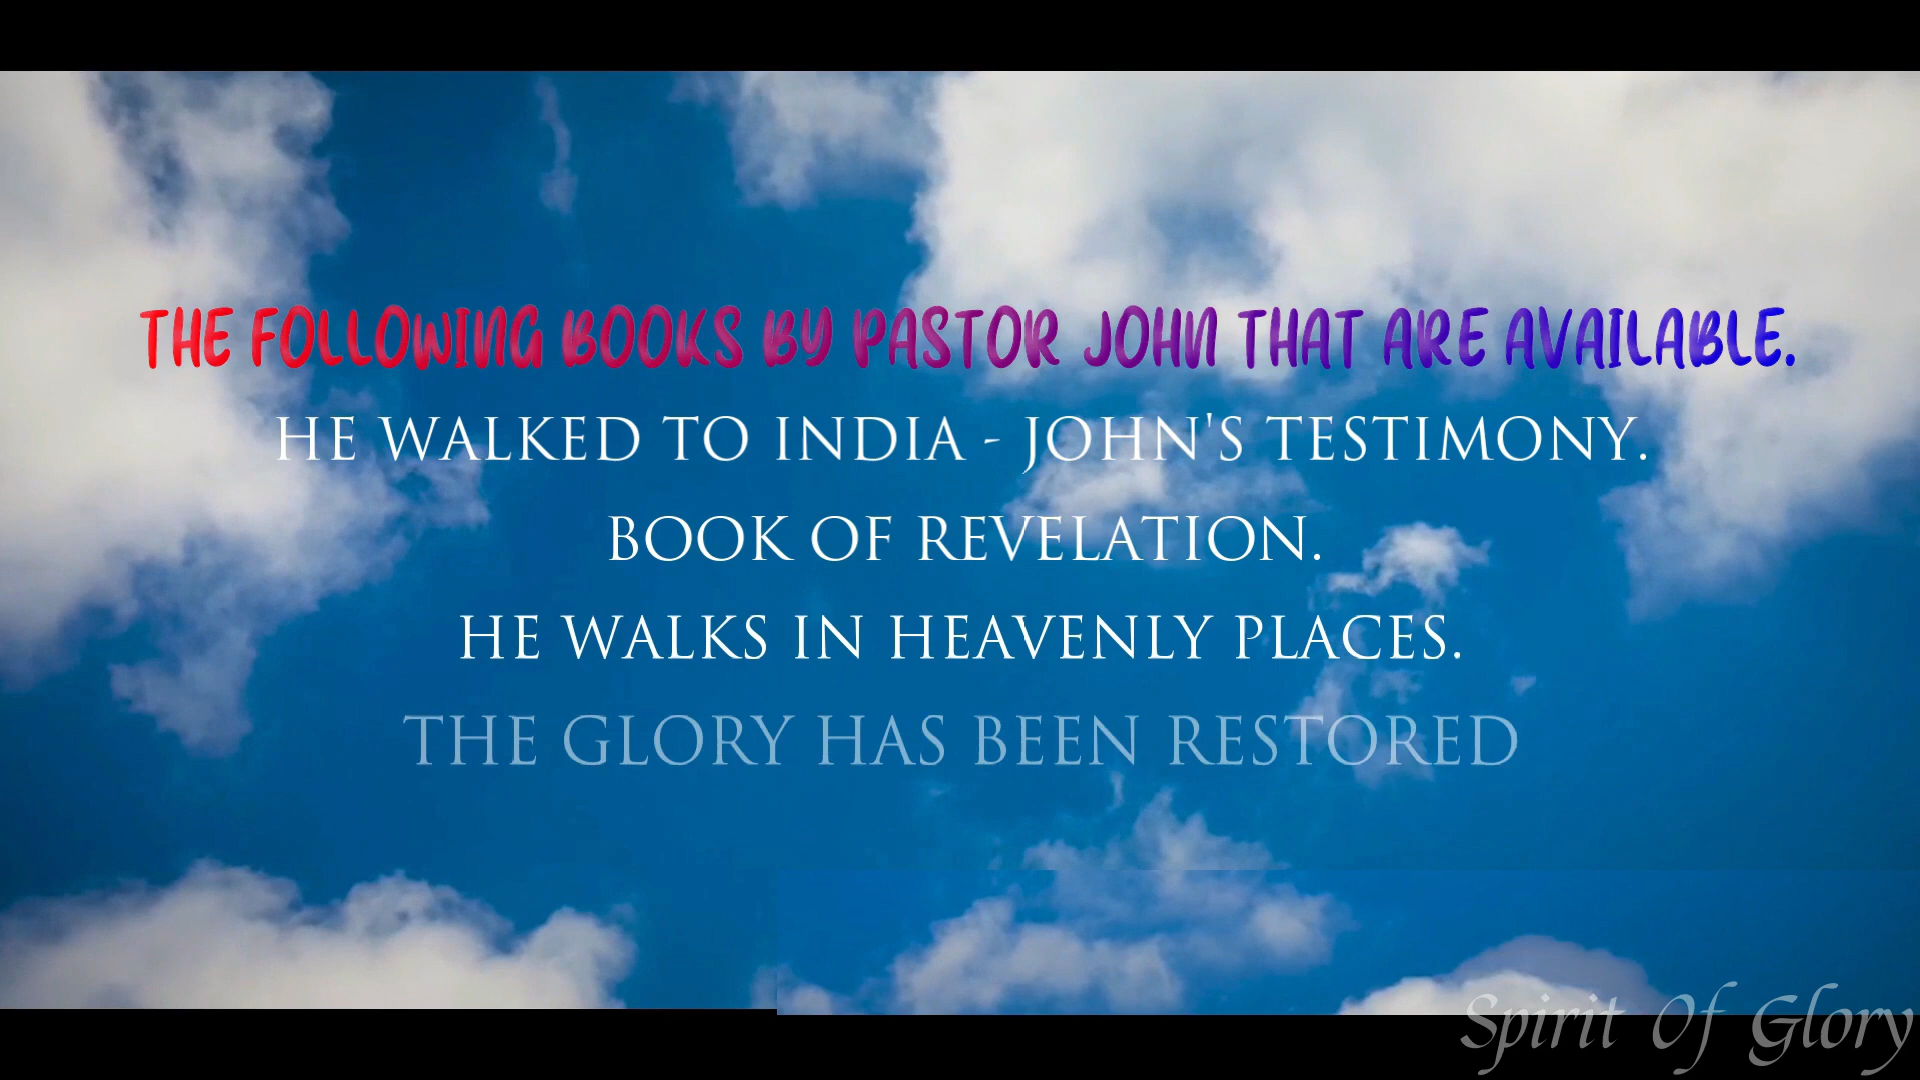 THE FOLLOWING BOOKS BY PASTOR JOHN THAT ARE AVAILABLE.
HE WALKED TO INDIA - JOHN'S TESTIMONY.
BOOK OF REVELATION.
HE WALKS IN HEAVENLY PLACES.
THE GLORY HAS BEEN RESTORED
Spirit Of Glory